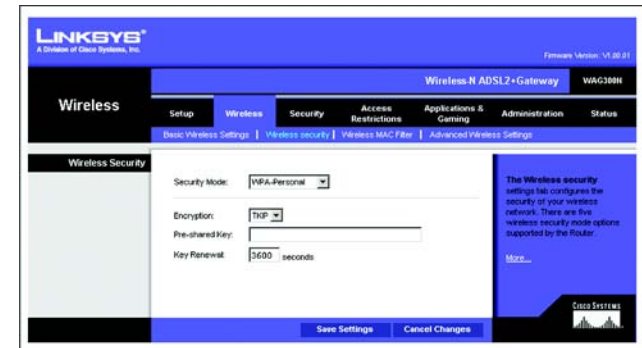 LINKSYS®
A Division of Cisco Systems, Inc.
Firmware Version: V1.00.01
Wireless-N ADSL2+Gateway WAG300N
Wireless
Setup Wireless Security Access Restrictions Applications & Gaming Administration Status
Basic Wireless Settings | Wireless security | Wireless MAC Filter | Advanced Wireless Settings
Wireless Security
Security Mode: WPA-Personal
Encryption: TKIP
Pre-shared Key:
Key Renewal: 3600 seconds
The Wireless security
settings tab configures the
security of your wireless
network. There are five
wireless security mode options
supported by the Router.
More...
CISCO SYSTEMS
Save Settings Cancel Changes